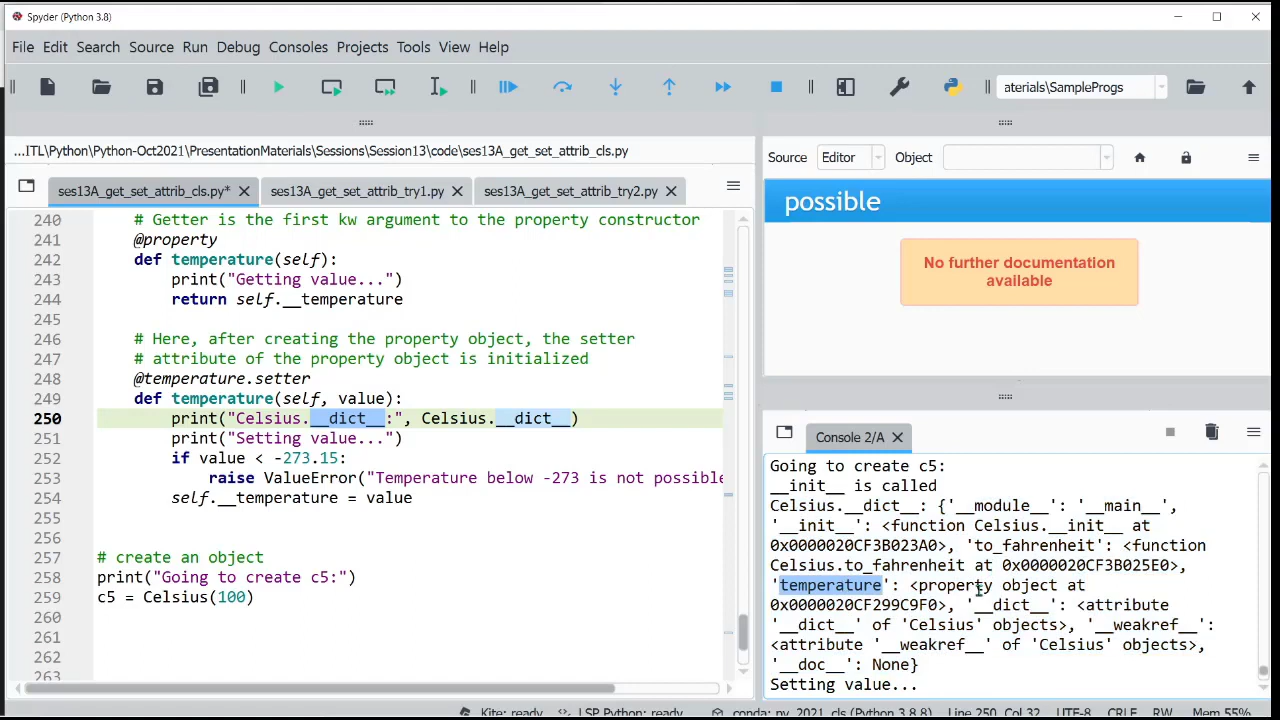 Spyder (Python 3.8)
File Edit Search Source Run Debug Consoles Projects Tools View Help
aterials\SampleProgs
...ITL\Python\Python-Oct2021\PresentationMaterials\Sessions\Session13\code\ses13A_get_set_attrib_cls.py
ses13A_get_set_attrib_cls.py* ses13A_get_set_attrib_try1.py ses13A_get_set_attrib_try2.py
240 # Getter is the first kw argument to the property constructor
241 @property
242 def temperature(self):
243 print("Getting value...")
244 return self.__temperature
245
246 # Here, after creating the property object, the setter
247 # attribute of the property object is initialized
248 @temperature.setter
249 def temperature(self, value):
250 print("Celsius.__dict__:", Celsius.__dict__)
251 print("Setting value...")
252 if value < -273.15:
253 raise ValueError("Temperature below -273 is not possible
254 self.__temperature = value
255
256
257 # create an object
258 print("Going to create c5:")
259 c5 = Celsius(100)
260
261
262
263
Source Editor Object
possible
No further documentation
available
Console 2/A
Going to create c5:
__init__ is called
Celsius.__dict__: {'__module__': '__main__',
'__init__': <function Celsius.__init__ at
0x0000020CF3B023A0>, 'to_fahrenheit': <function
Celsius.to_fahrenheit at 0x0000020CF3B025E0>,
'temperature': <property object at
0x0000020CF299C9F0>, '__dict__': <attribute
'__dict__' of 'Celsius' objects>, '__weakref__':
<attribute '__weakref__' of 'Celsius' objects>,
'__doc__': None}
Setting value...
Kite: ready LSP Python: ready conda: py_2021_cls (Python 3.8.8) Line 250, Col 32 UTF-8 CRLF RW Mem 55%